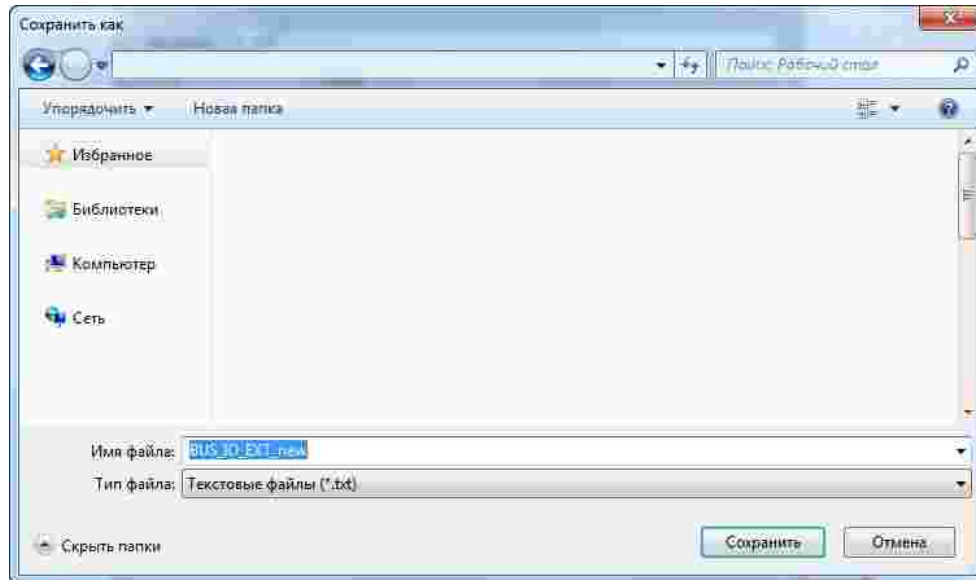 Сохранить как
Поиск: Рабочий стол
Упорядочить
Новая папка
Избранное
Библиотеки
Компьютер
Сеть
Имя файла: BUS_IO_EXT_new
Тип файла: Текстовые файлы (*.txt)
Скрыть папки
Сохранить
Отмена